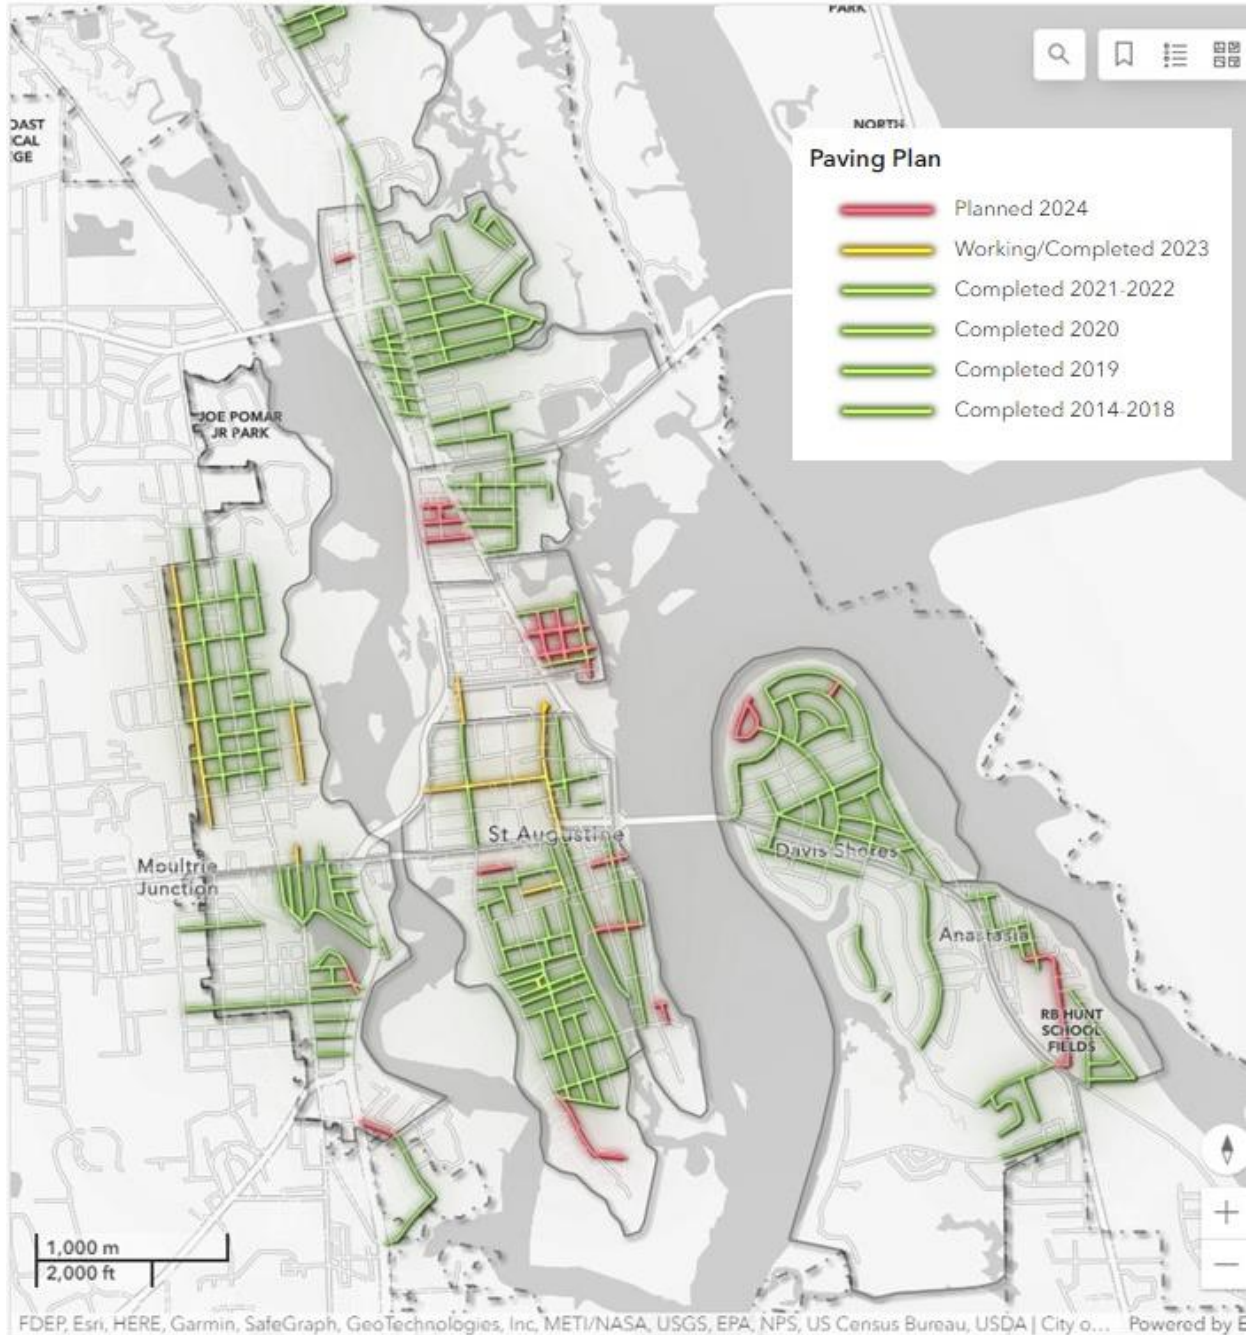 PARK
OAST
CAL
GE
NORTH
Paving Plan
Planned 2024
Working/Completed 2023
Completed 2021-2022
Completed 2020
Completed 2019
Completed 2014-2018
JOE POMAR
JR PARK
St Augustine
Moultrie
Junction
Davis Shores
Anastasia
RB HUNT
SCHOOL
FIELDS
1,000 m
2,000 ft
FDEP, Esri, HERE, Garmin, SafeGraph, GeoTechnologies, Inc, METI/NASA, USGS, EPA, NPS, US Census Bureau, USDA | City o... Powered by E